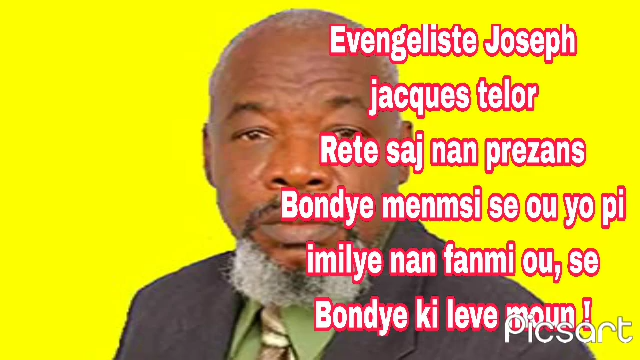 Evengeliste Joseph
jacques telor
Rete saj nan prezans
Bondye menmsi se ou yo pi
imilye nan fanmi ou, se
Bondye ki leve moun !
Picsart